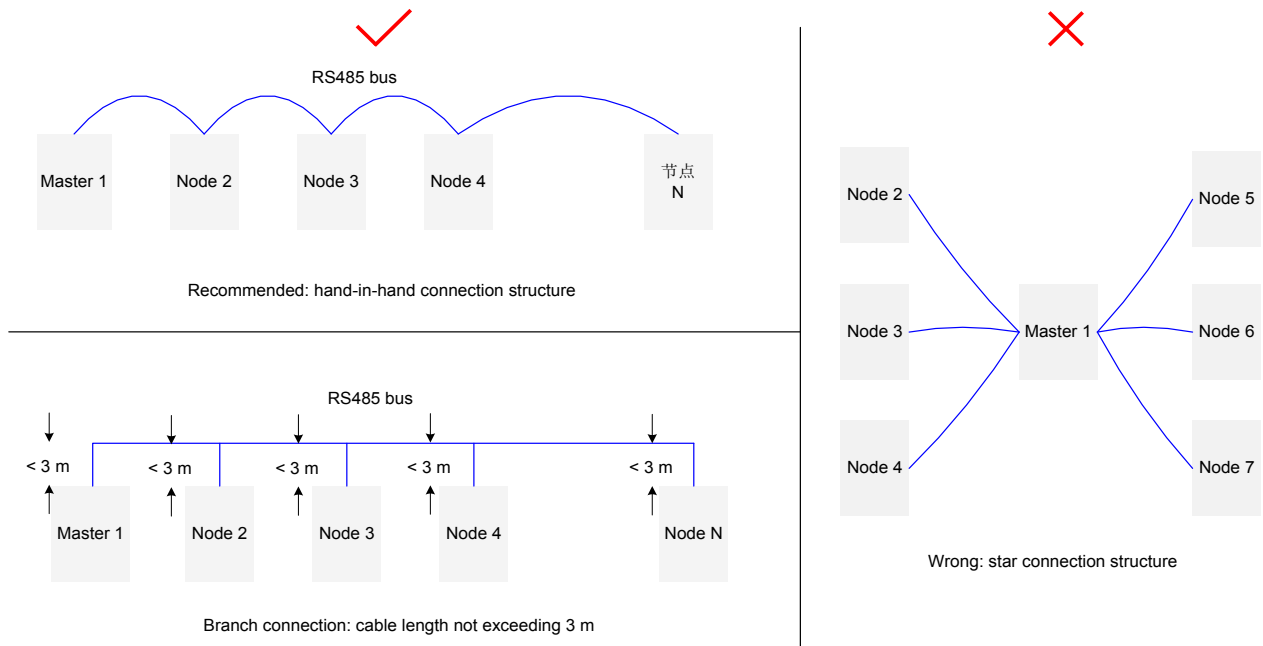 RS485 bus
Master 1
Node 2
Node 3
Node 4
节点
N
Recommended: hand-in-hand connection structure
RS485 bus
< 3 m
< 3 m
< 3 m
< 3 m
< 3 m
Master 1
Node 2
Node 3
Node 4
Node N
Branch connection: cable length not exceeding 3 m
Node 2
Node 5
Node 3
Master 1
Node 6
Node 4
Node 7
Wrong: star connection structure